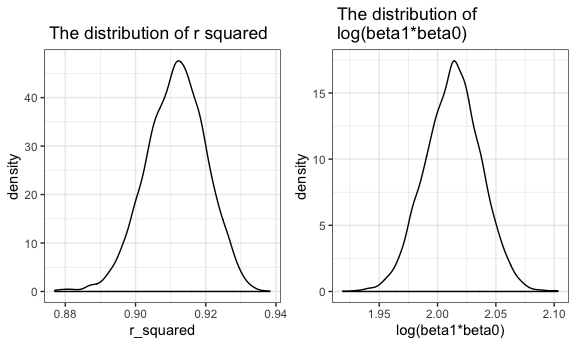 The distribution of r squared
density
40
30
20
10
0
0.88
0.90
0.92
0.94
r_squared
The distribution of
log(beta1*beta0)
density
15
10
5
0
1.95
2.00
2.05
2.10
log(beta1*beta0)